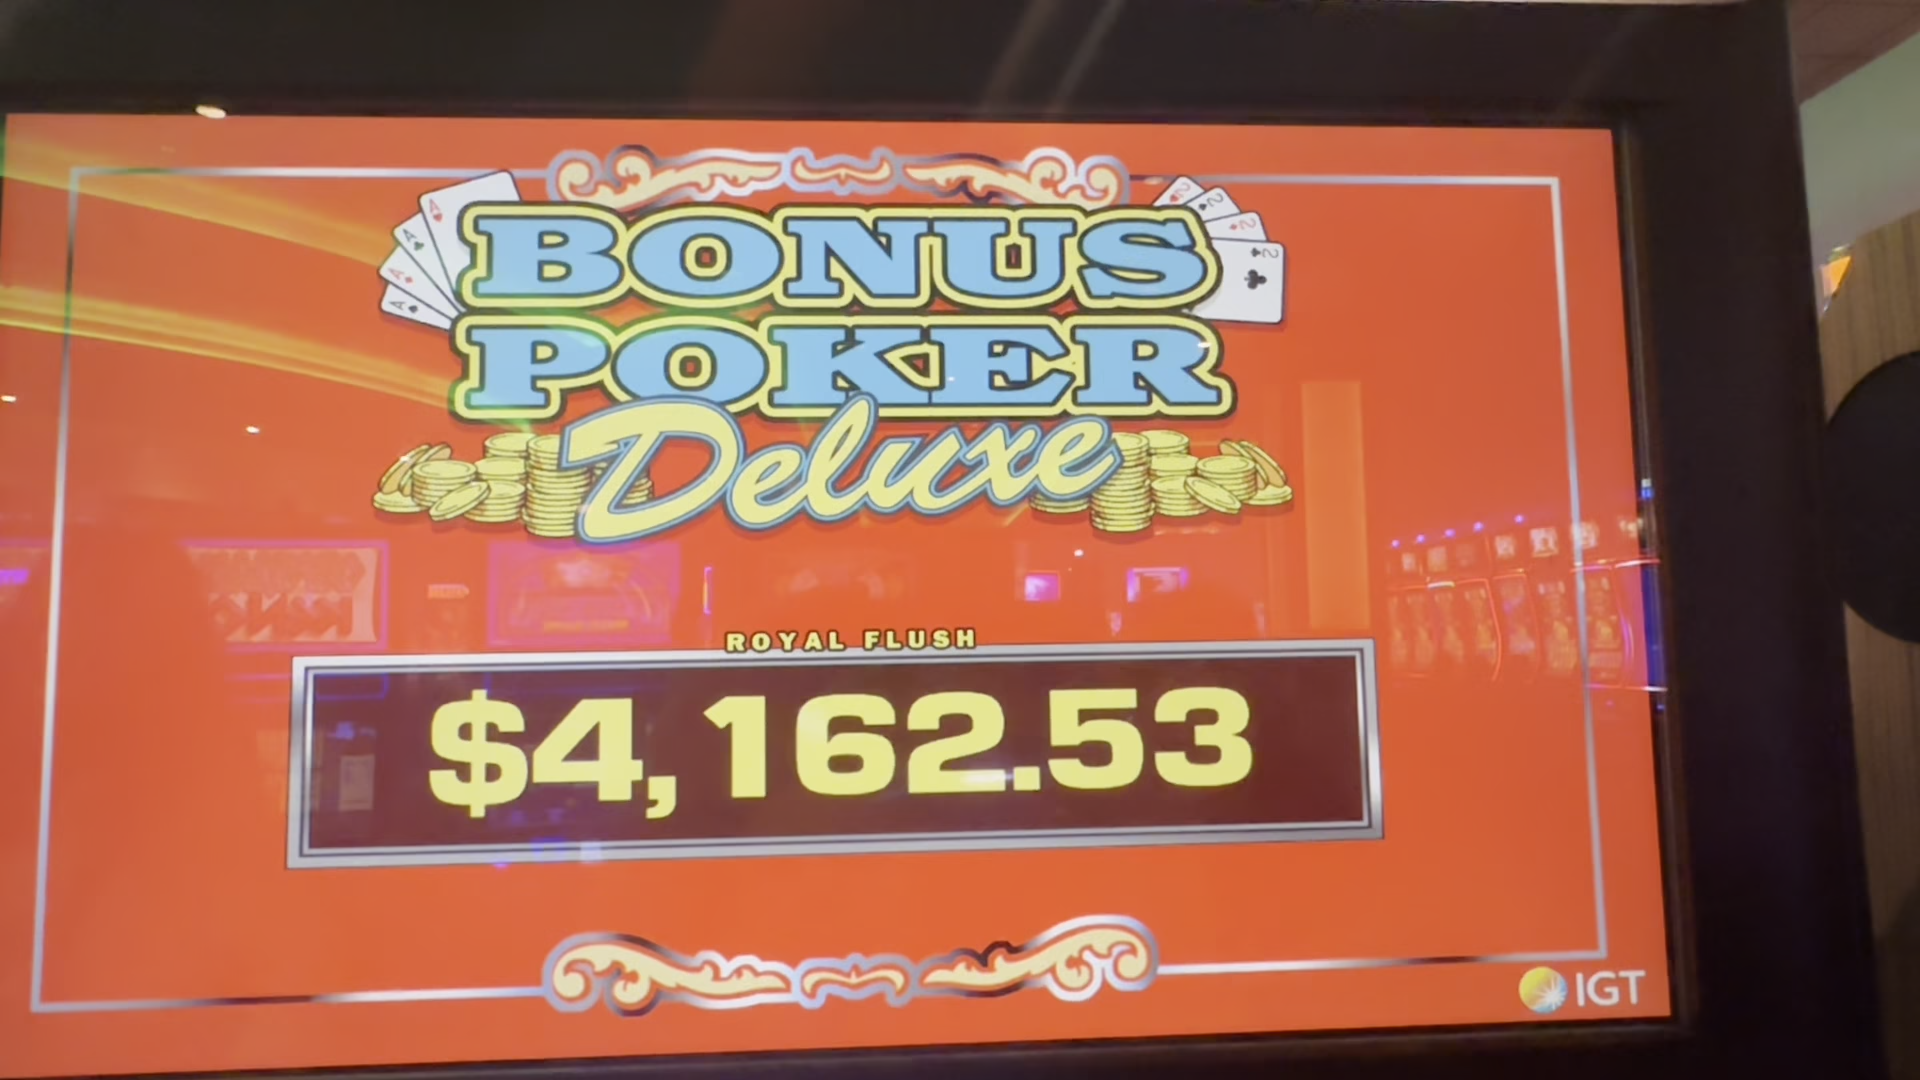 BONUS
POKER
Deluxe
ROYAL FLUSH
$4,162.53
IGT